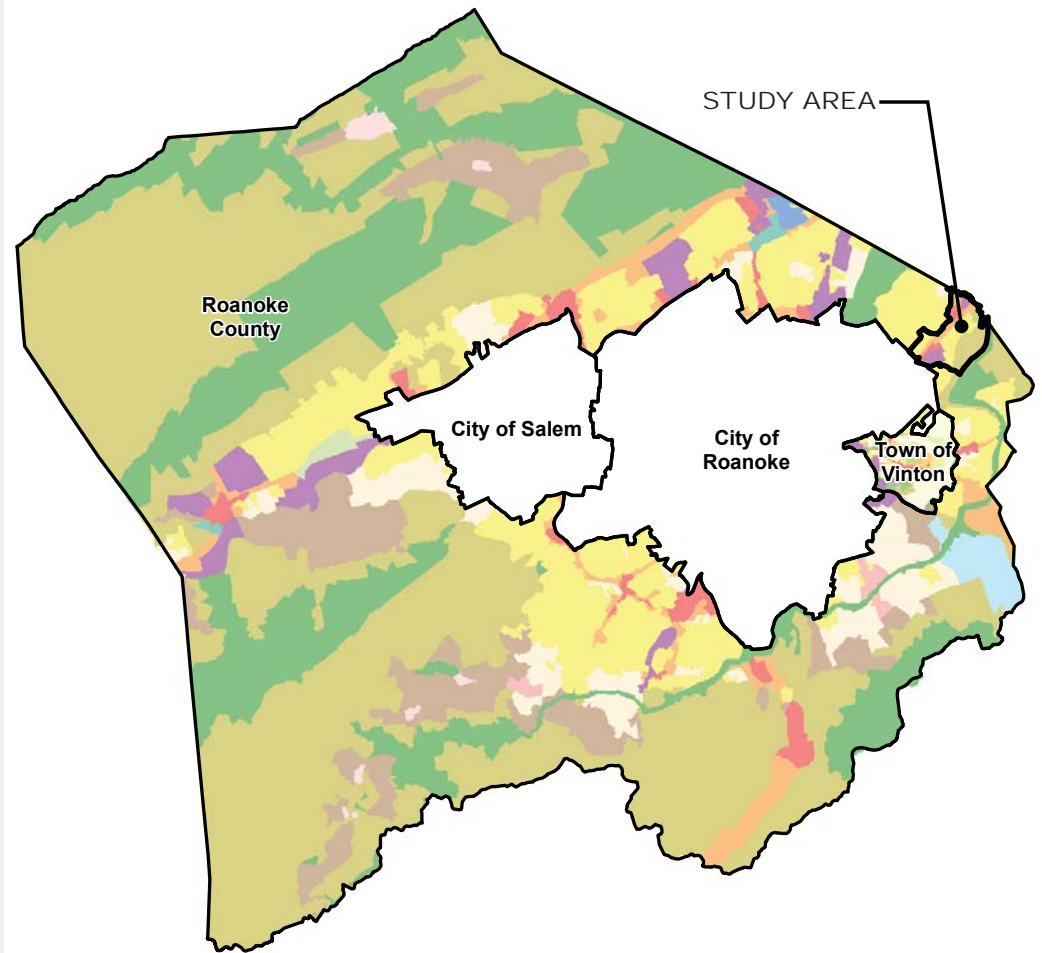 STUDY AREA
Roanoke
County
City of Salem
City of
Roanoke
Town of
Vinton